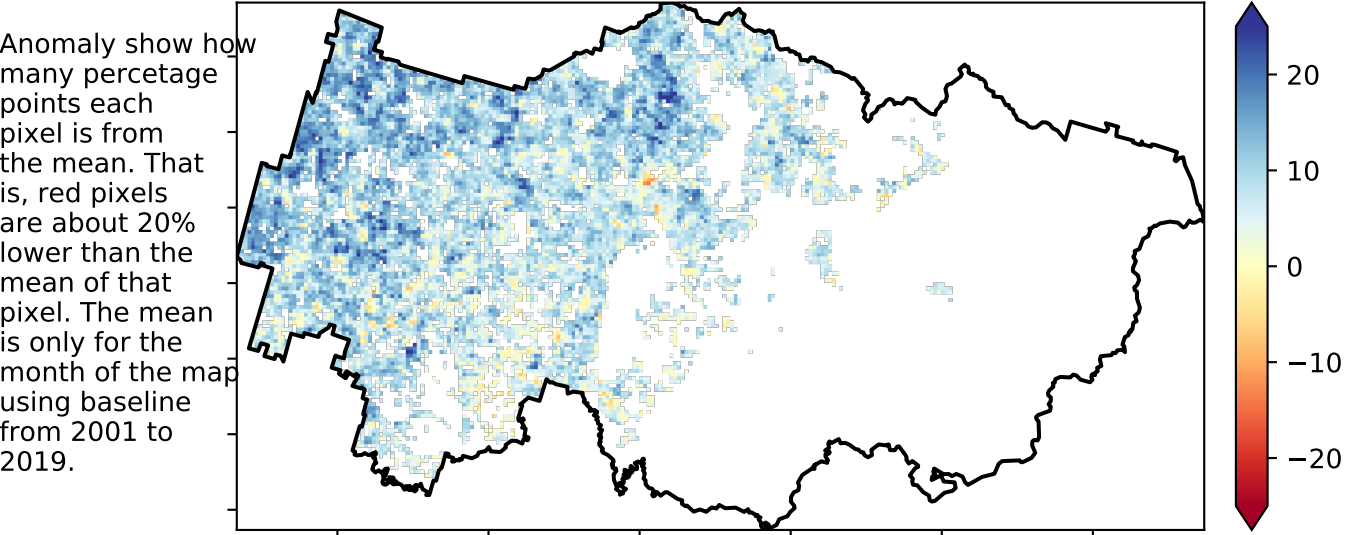 Anomaly show how
many percetage
points each
pixel is from
the mean. That
is, red pixels
are about 20%
lower than the
mean of that
pixel. The mean
is only for the
month of the map
using baseline
from 2001 to
2019.
20
10
0
−10
−20